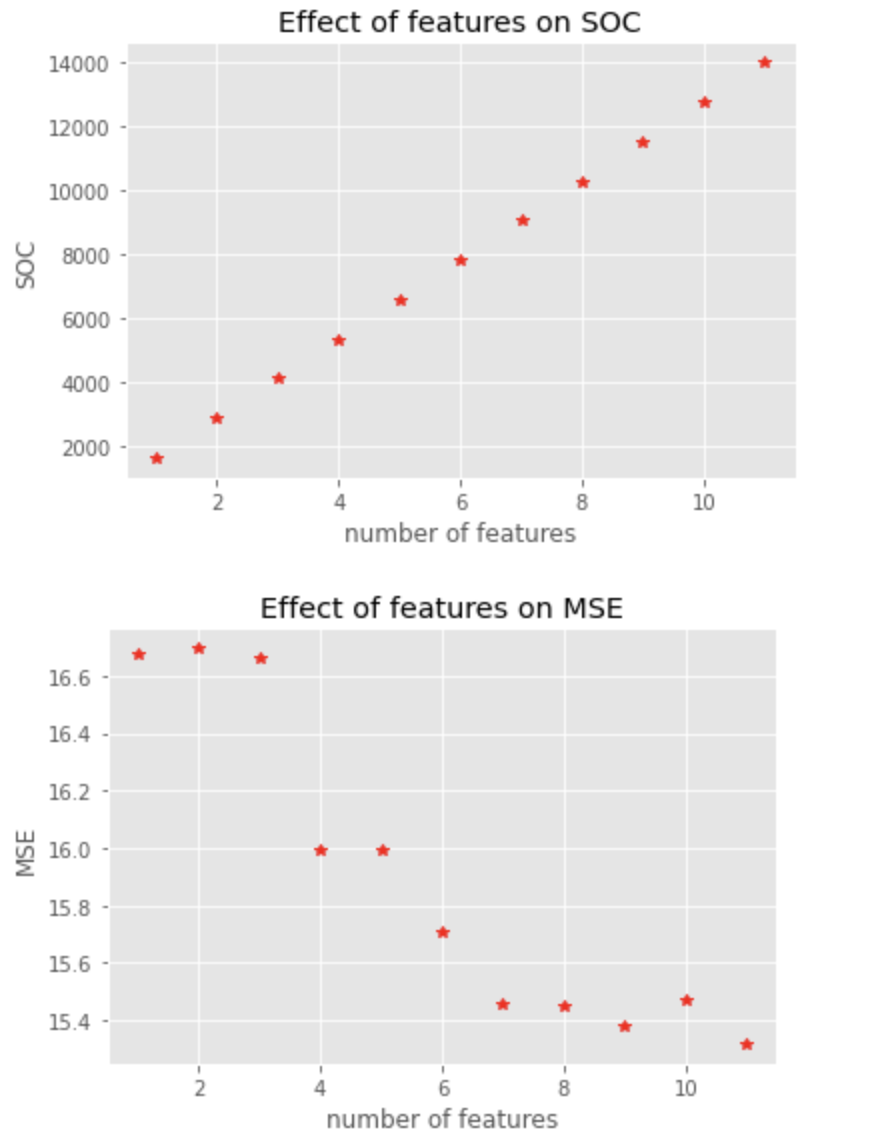 Effect of features on SOC
14000
12000
10000
8000
6000
4000
2000
SOC
2 4 6 8 10
number of features
Effect of features on MSE
16.6
16.4
16.2
16.0
15.8
15.6
15.4
MSE
2 4 6 8 10
number of features